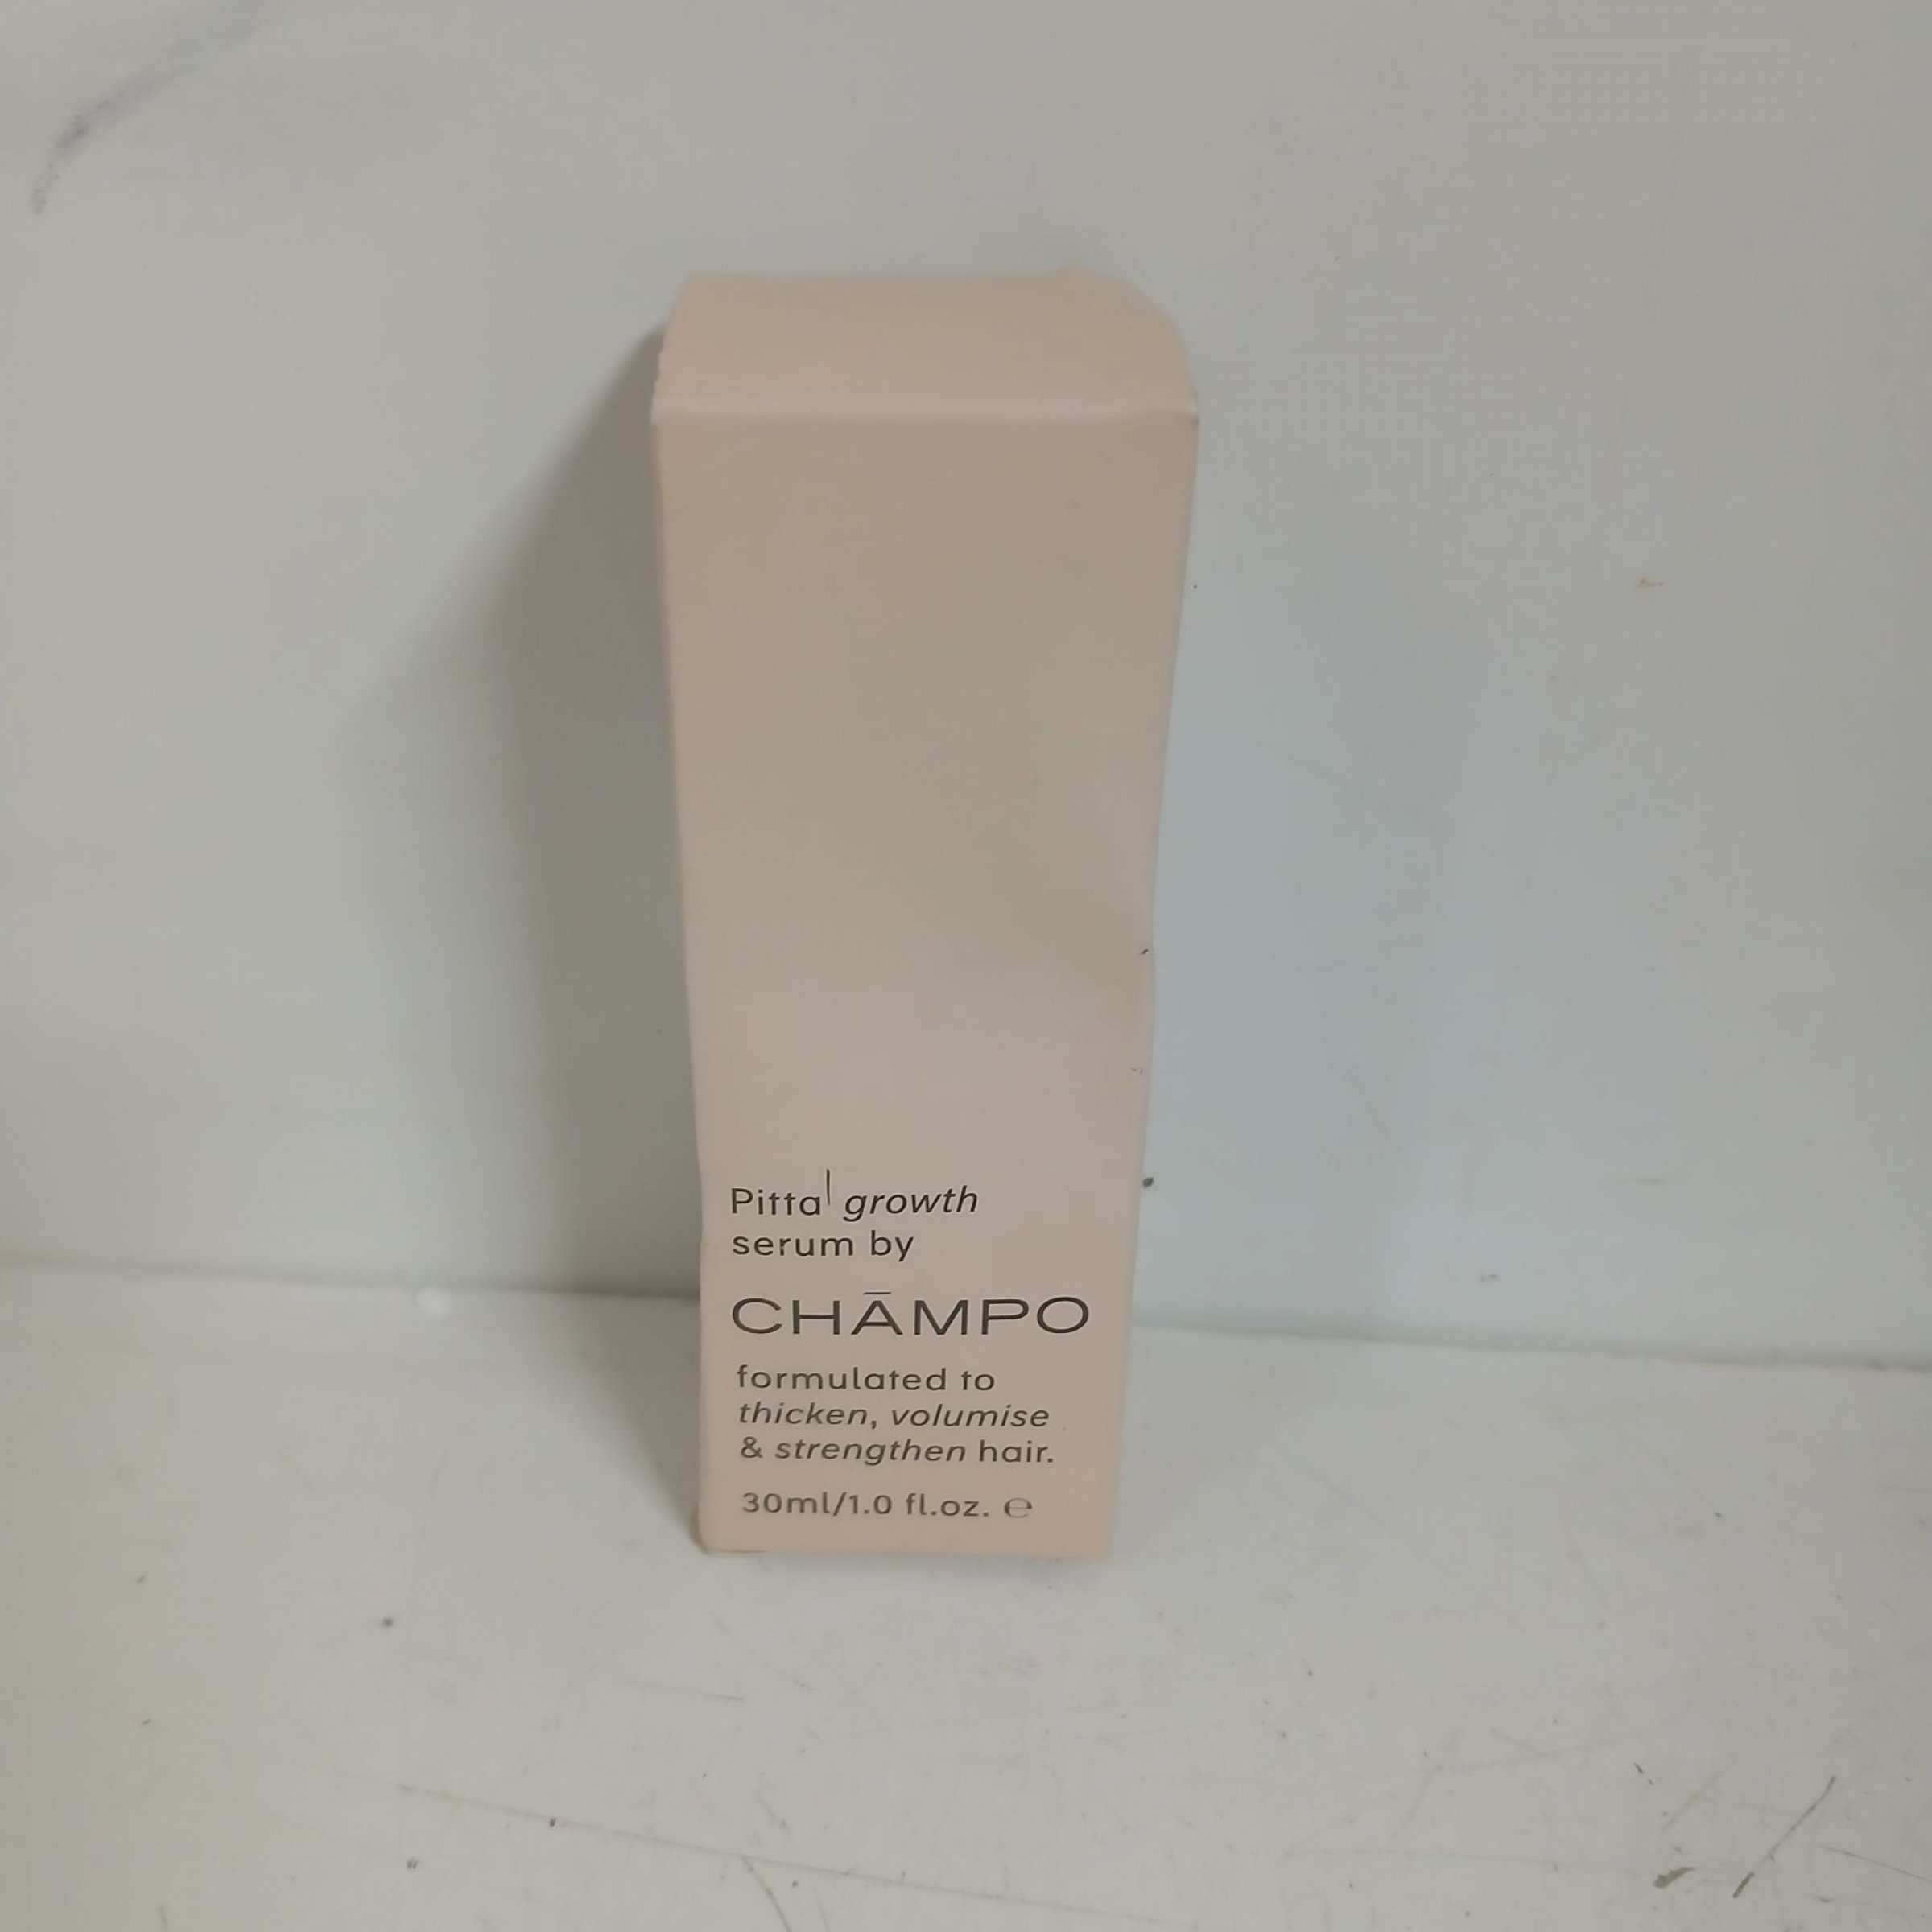 Pitta growth
serum by
CHĀMPO
formulated to
thicken, volumise
& strengthen hair.
30ml/1.0 fl.oz. ℮